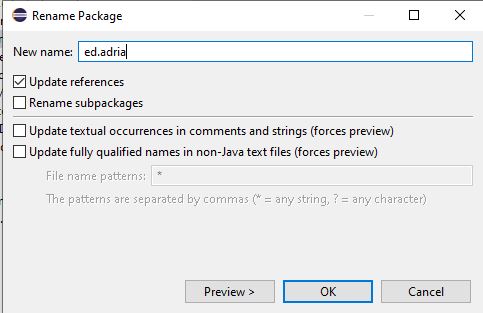 Rename Package
New name: ed.adria
Update references
Rename subpackages
Update textual occurrences in comments and strings (forces preview)
Update fully qualified names in non-Java text files (forces preview)
File name patterns: *
The patterns are separated by commas (* = any string, ? = any character)
Preview > OK Cancel